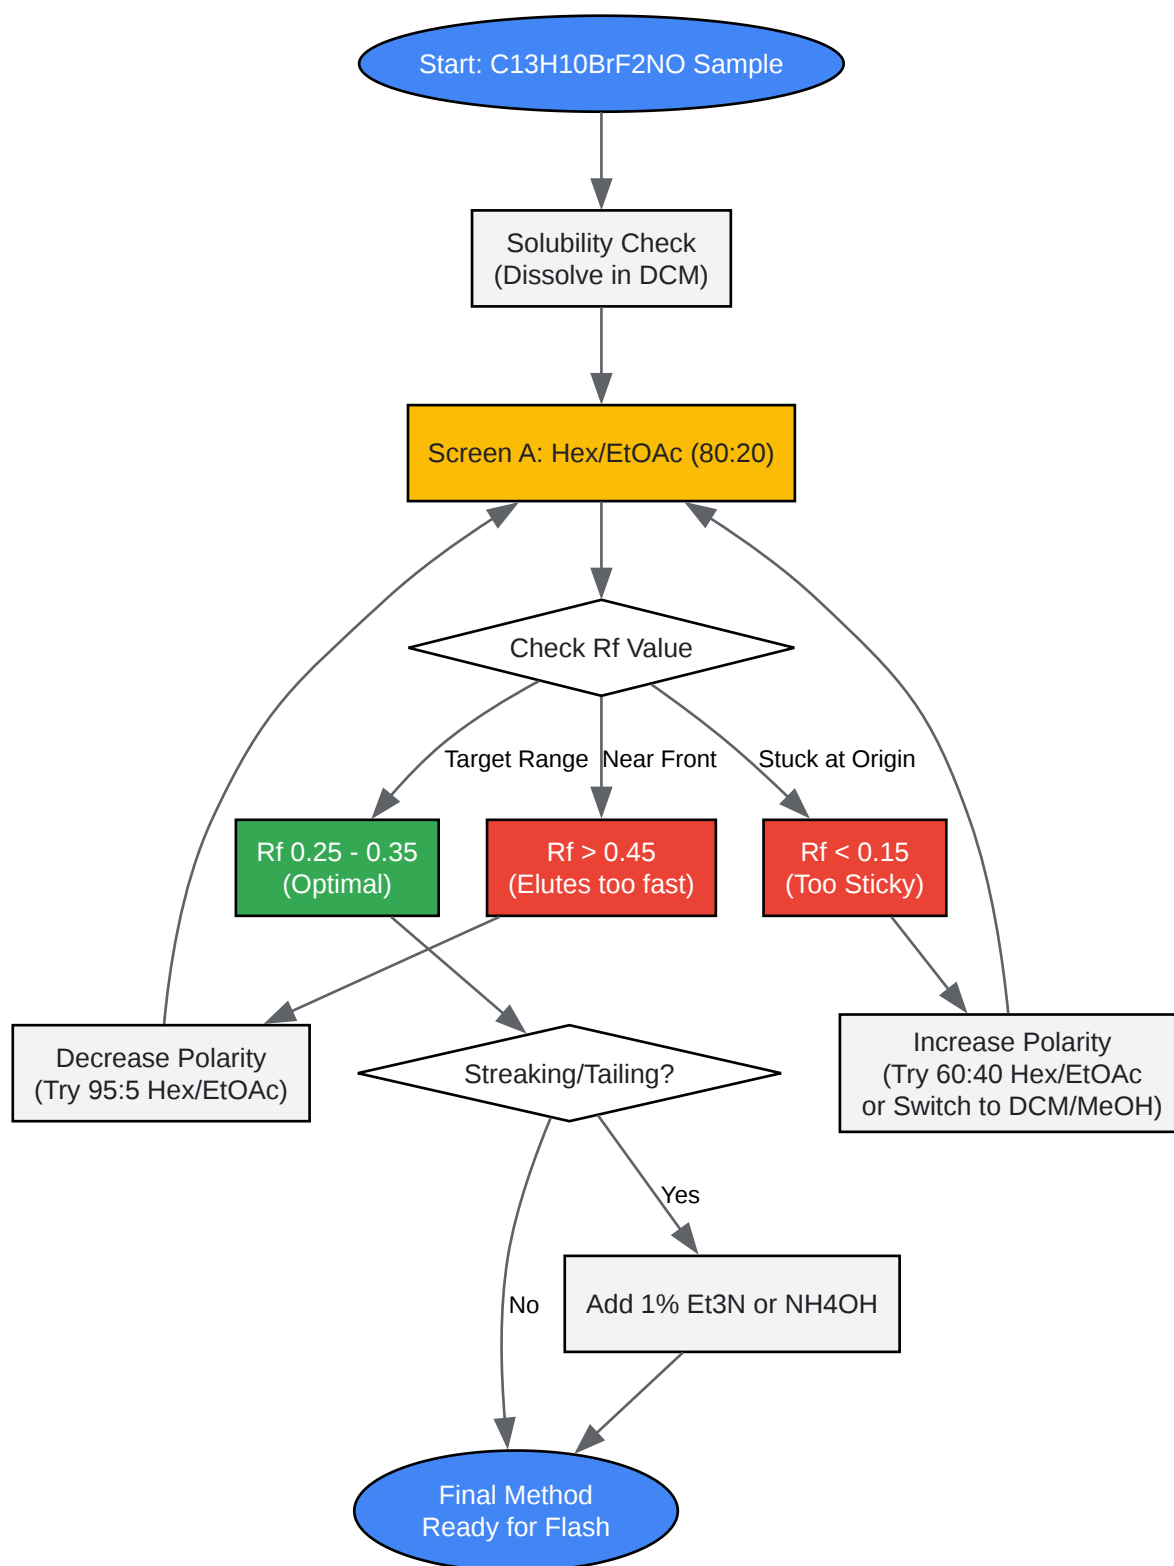 Start: C13H10BrF2NO Sample
Solubility Check
(Dissolve in DCM)
Screen A: Hex/EtOAc (80:20)
Check Rf Value
Target Range
Near Front
Stuck at Origin
Rf 0.25 - 0.35
(Optimal)
Rf > 0.45
(Elutes too fast)
Rf < 0.15
(Too Sticky)
Decrease Polarity
(Try 95:5 Hex/EtOAc)
Streaking/Tailing?
Increase Polarity
(Try 60:40 Hex/EtOAc
or Switch to DCM/MeOH)
Yes
No
Add 1% Et3N or NH4OH
Final Method
Ready for Flash